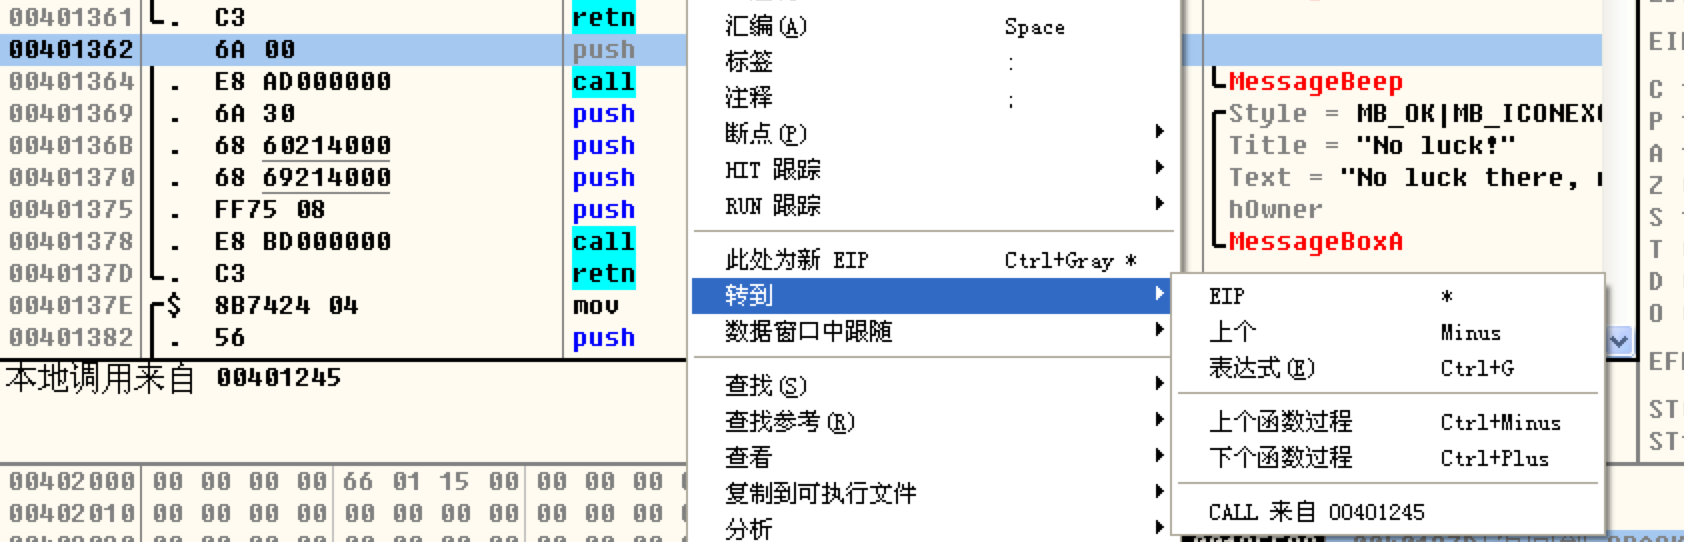 00401361 . C3 retn
00401362 6A 00 push
00401364 . E8 AD000000 call
00401369 . 6A 30 push
0040136B . 68 60214000 push
00401370 . 68 69214000 push
00401375 . FF75 08 push
00401378 . E8 BD000000 call
0040137D . C3 retn
0040137E $ 8B7424 04 mov
00401382 . 56 push
本地调用来自 00401245
00402000 00 00 00 00 66 01 15 00 00 00 00
00402010 00 00 00 00 00 00 00 00 00 00 00
汇编(A) Space
标签 :
注释 ;
断点(P)
HIT 跟踪
RUN 跟踪
此处为新 EIP Ctrl+Gray *
转到
数据窗口中跟随
查找(S)
查找参考(R)
查看
复制到可执行文件
分析
MessageBeep
Style = MB_OK|MB_ICONEX
Title = "No luck!"
Text = "No luck there,
hOwner
MessageBoxA
EIP *
上个 Minus
表达式(E) Ctrl+G
上个函数过程 Ctrl+Minus
下个函数过程 Ctrl+Plus
CALL 来自 00401245
EI
C
P
A
Z
S
T
D
O
EF
ST
ST